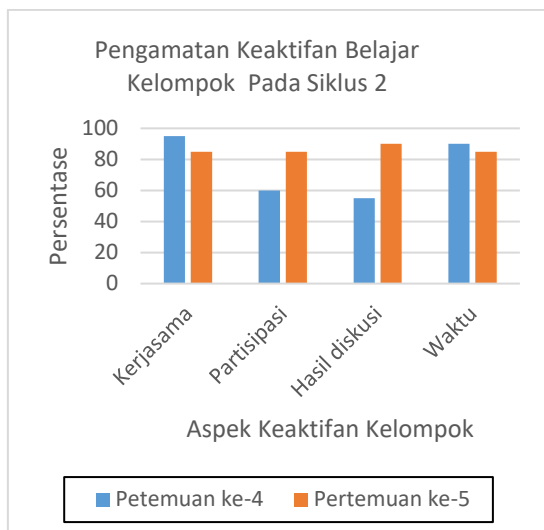 Pengamatan Keaktifan Belajar
Kelompok Pada Siklus 2
Persentase
100
80
60
40
20
0
Kerjasama
Partisipasi
Hasil diskusi
Waktu
Aspek Keaktifan Kelompok
Petemuan ke-4 Pertemuan ke-5